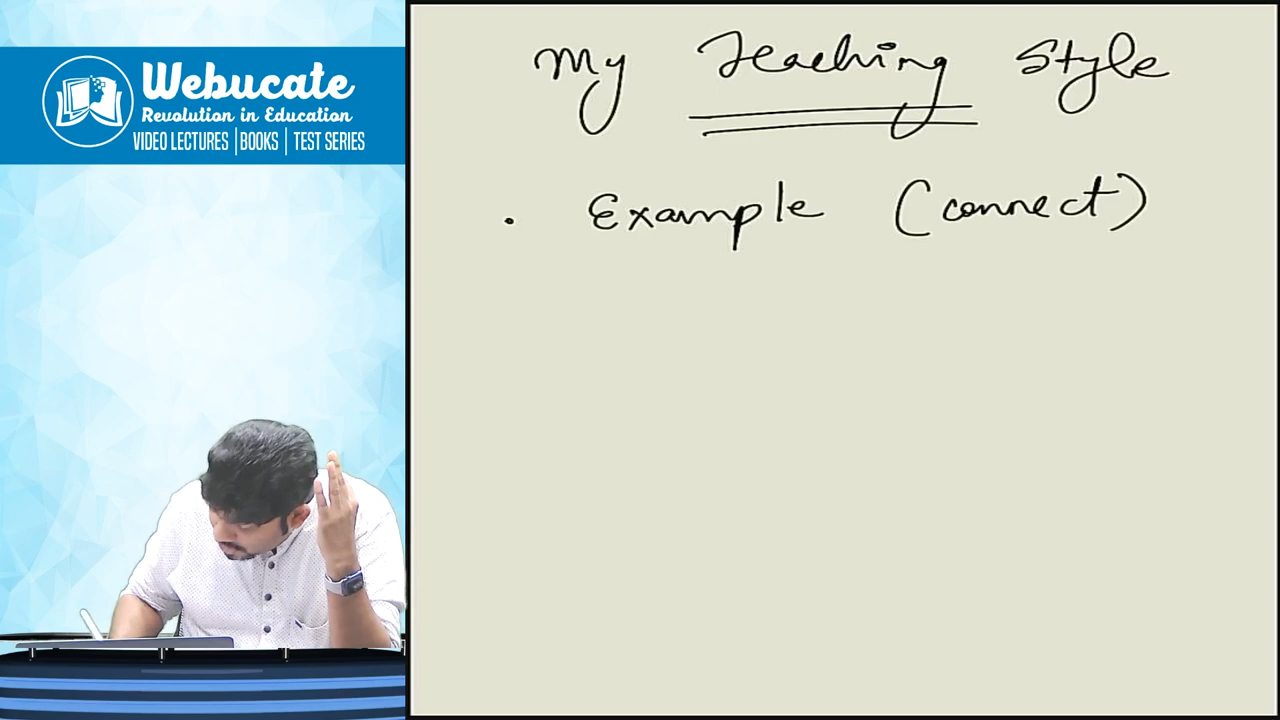 Webucate
Revolution in Education
VIDEO LECTURES | BOOKS | TEST SERIES
My Teaching Style
. Example (connect)